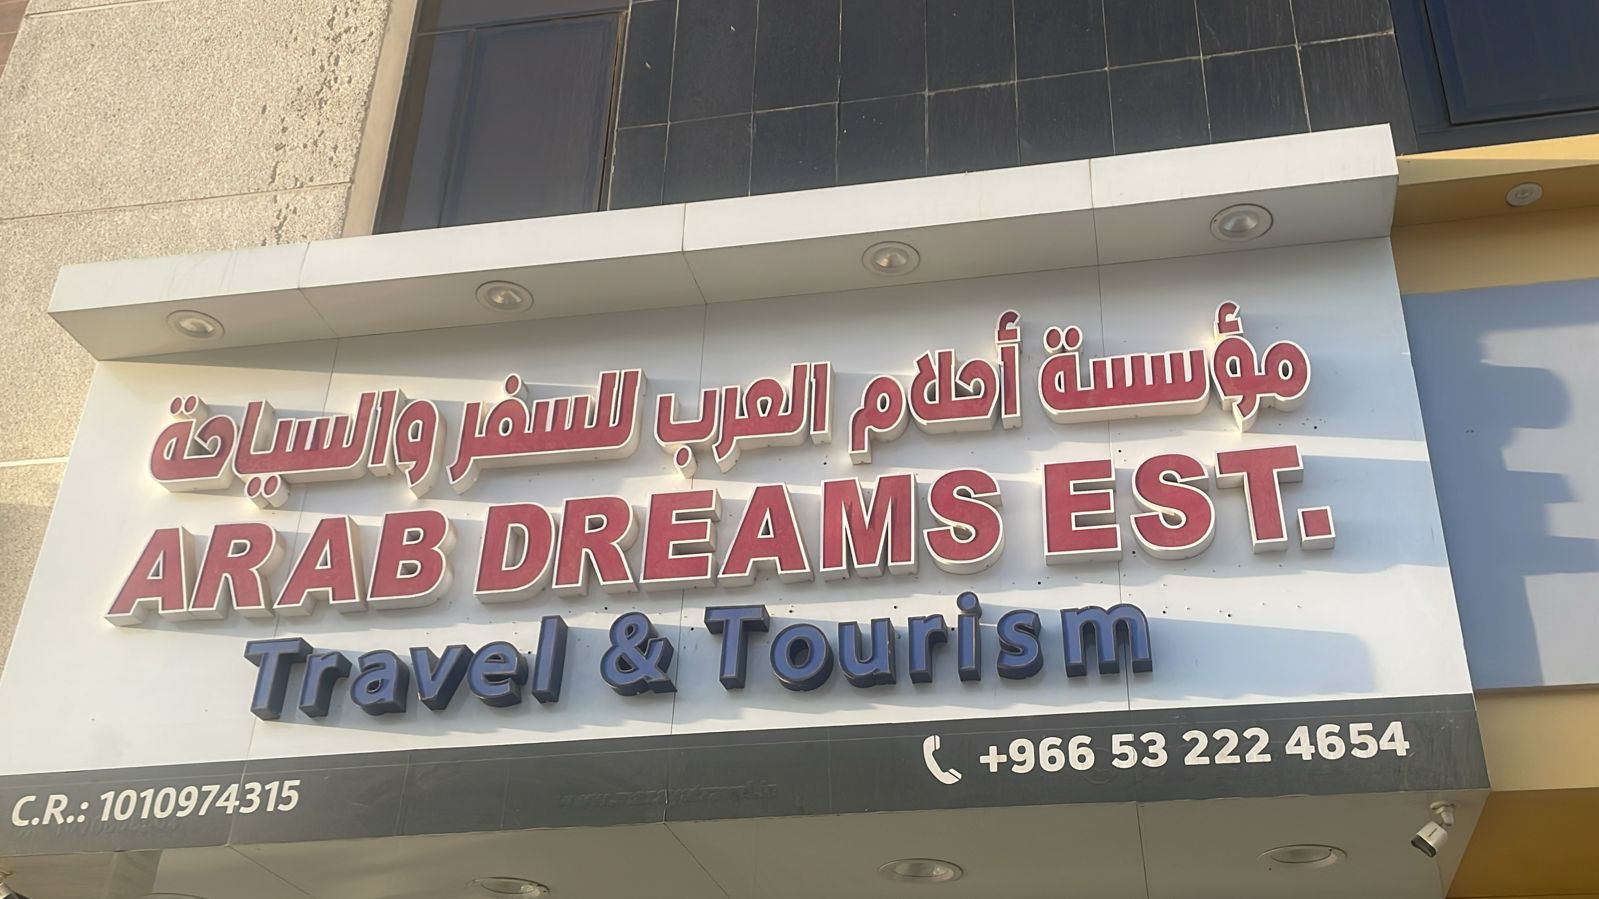 مؤسسة أحلام العرب للسفر والسياحة
ARAB DREAMS EST.
Travel & Tourism
+966 53 222 4654
C.R.: 1010974315